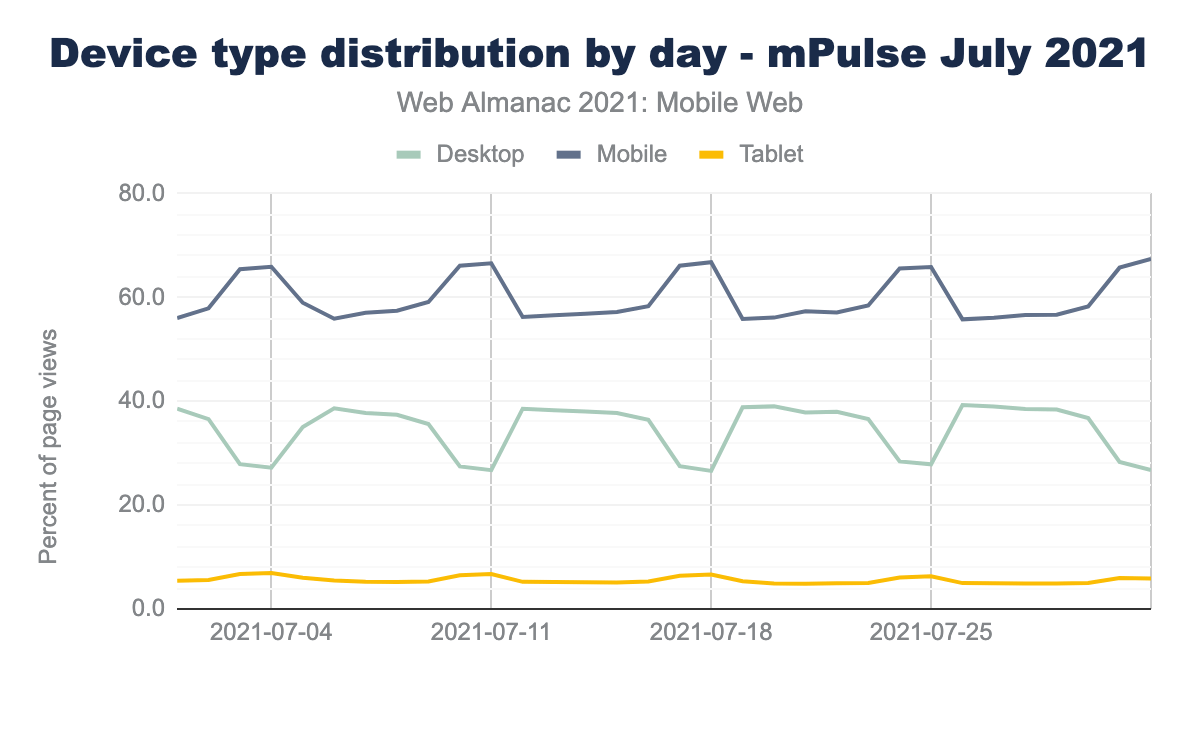 Device type distribution by day - mPulse July 2021
Web Almanac 2021: Mobile Web
Desktop Mobile Tablet
80.0
60.0
40.0
20.0
0.0
Percent of page views
2021-07-04 2021-07-11 2021-07-18 2021-07-25